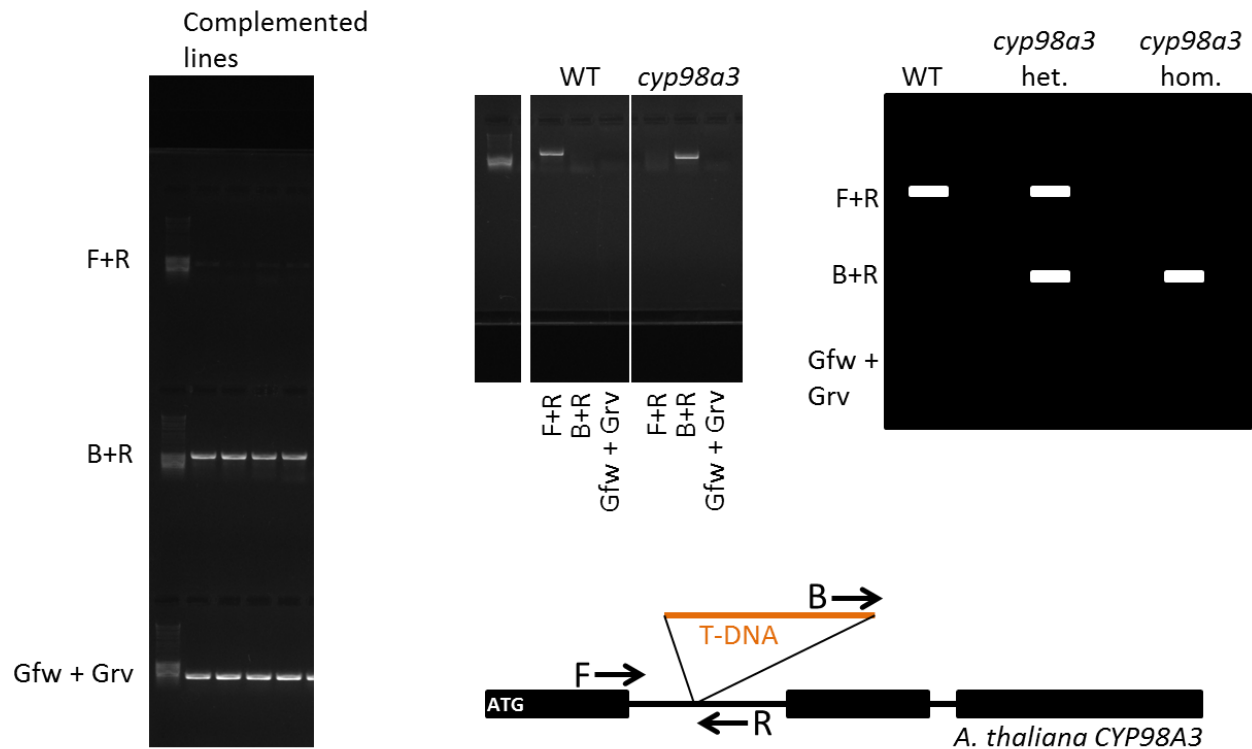 Complemented
lines
F+R
B+R
Gfw + Grv
WT
cyp98a3
F+R
B+R
Gfw + Grv
F+R
B+R
Gfw + Grv
WT
cyp98a3
het.
cyp98a3
hom.
F+R
B+R
Gfw +
Grv
B
T-DNA
F
ATG
R
A. thaliana CYP98A3